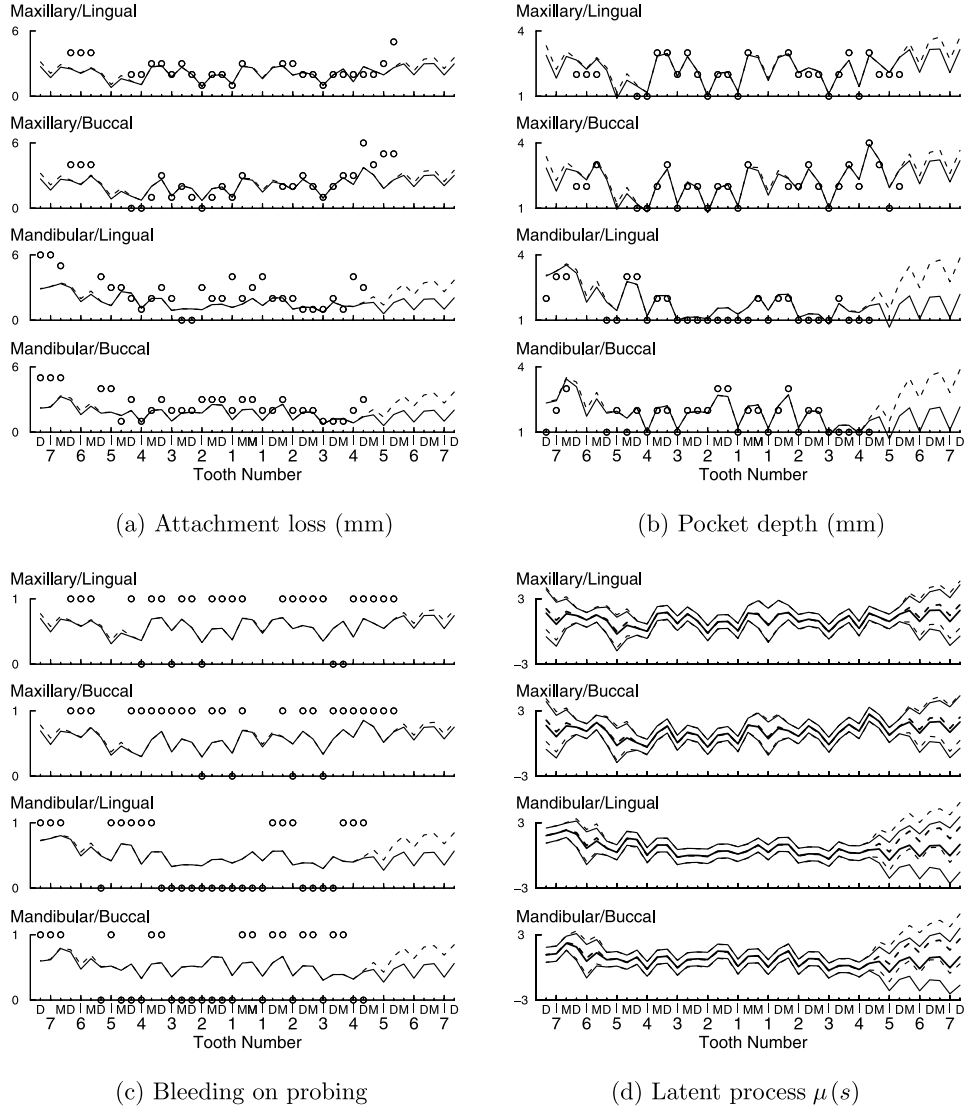 Maxillary/Lingual
6
0
Maxillary/Buccal
6
0
Mandibular/Lingual
6
0
Mandibular/Buccal
6
0
D | MD | MD | MD | MD | MD | MD | MM | DM | DM | DM | DM | DM | DM | D
7 6 5 4 3 2 1 1 2 3 4 5 6 7
Tooth Number
(a) Attachment loss (mm)
Maxillary/Lingual
4
1
Maxillary/Buccal
4
1
Mandibular/Lingual
4
1
Mandibular/Buccal
4
1
D | MD | MD | MD | MD | MD | MD | MM | DM | DM | DM | DM | DM | DM | D
7 6 5 4 3 2 1 1 2 3 4 5 6 7
Tooth Number
(b) Pocket depth (mm)
Maxillary/Lingual
1
0
Maxillary/Buccal
1
0
Mandibular/Lingual
1
0
Mandibular/Buccal
1
0
D | MD | MD | MD | MD | MD | MD | MM | DM | DM | DM | DM | DM | DM | D
7 6 5 4 3 2 1 1 2 3 4 5 6 7
Tooth Number
(c) Bleeding on probing
Maxillary/Lingual
3
−3
Maxillary/Buccal
3
−3
Mandibular/Lingual
3
−3
Mandibular/Buccal
3
−3
D | MD | MD | MD | MD | MD | MD | MM | DM | DM | DM | DM | DM | DM | D
7 6 5 4 3 2 1 1 2 3 4 5 6 7
Tooth Number
(d) Latent process μ(s)